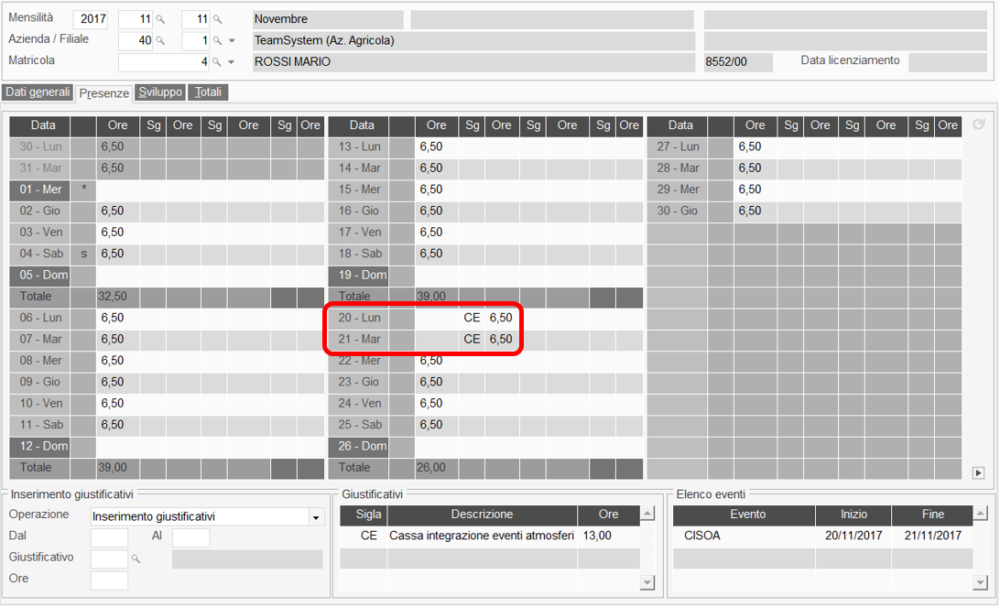 Mensilità 2017 11 11 Novembre
Azienda / Filiale 40 1 TeamSystem (Az. Agricola)
Matricola 4 ROSSI MARIO 8552/00 Data licenziamento
Dati generali Presenze Sviluppo Totali
Data Ore Sg Ore Sg Ore Sg Ore Data Ore Sg Ore Sg Ore Sg Ore Data Ore Sg Ore Sg Ore Sg Ore
30 - Lun 6,50 13 - Lun 6,50 27 - Lun 6,50
31 - Mar 6,50 14 - Mar 6,50 28 - Mar 6,50
01 - Mer * 15 - Mer 6,50 29 - Mer 6,50
02 - Gio 6,50 16 - Gio 6,50 30 - Gio 6,50
03 - Ven 6,50 17 - Ven 6,50
04 - Sab s 6,50 18 - Sab 6,50
05 - Dom 19 - Dom
Totale 32,50 Totale 39,00
06 - Lun 6,50 20 - Lun CE 6,50
07 - Mar 6,50 21 - Mar CE 6,50
08 - Mer 6,50 22 - Mer 6,50
09 - Gio 6,50 23 - Gio 6,50
10 - Ven 6,50 24 - Ven 6,50
11 - Sab 6,50 25 - Sab 6,50
12 - Dom 26 - Dom
Totale 39,00 Totale 26,00
Inserimento giustificativi Giustificativi Elenco eventi
Operazione Inserimento giustificativi Sigla Descrizione Ore Evento Inizio Fine
Dal Al CE Cassa integrazione eventi atmosferi 13,00 CISOA 20/11/2017 21/11/2017
Giustificativo
Ore